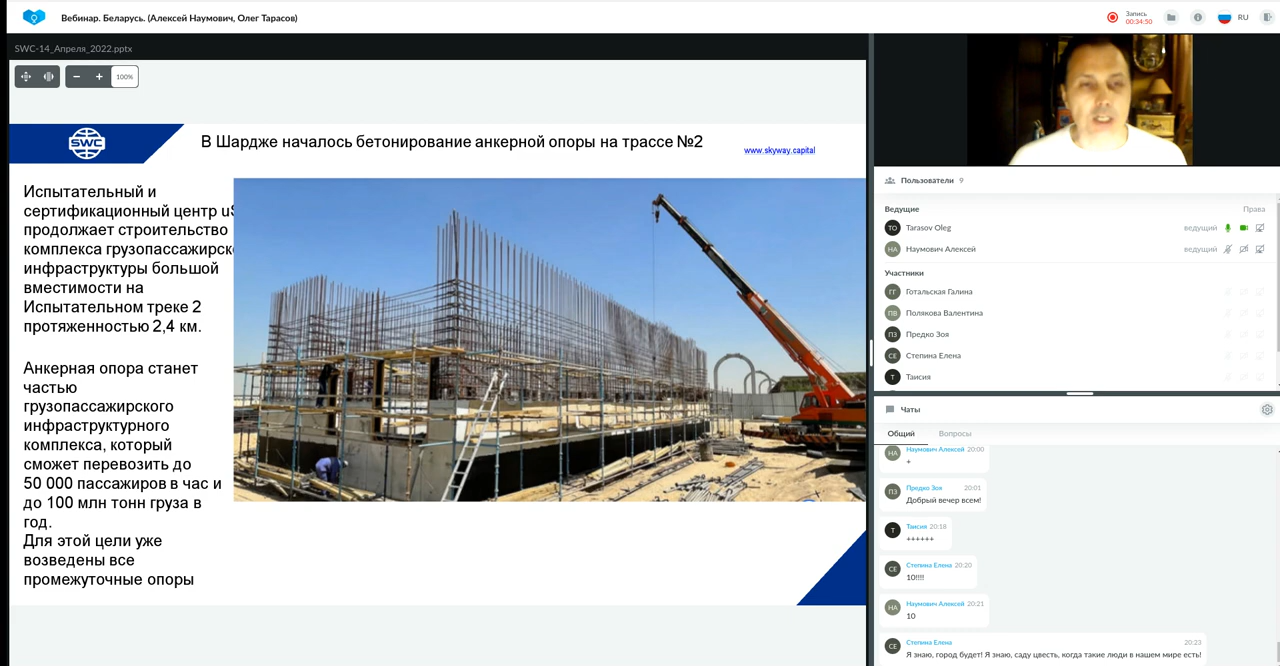 Вебинар. Беларусь. (Алексей Наумович, Олег Тарасов)
Запись
00:34:50
RU
SWC-14_Апреля_2022.pptx
100%
SWC
В Шардже началось бетонирование анкерной опоры на трассе №2
www.skyway.capital
Испытательный и
сертификационный центр uS
продолжает строительство
комплекса грузопассажирск
инфраструктуры большой
вместимости на
Испытательном треке 2
протяженностью 2,4 км.
Анкерная опора станет
частью
грузопассажирского
инфраструктурного
комплекса, который
сможет перевозить до
50 000 пассажиров в час и
до 100 млн тонн груза в
год.
Для этой цели уже
возведены все
промежуточные опоры
Пользователи 9
Ведущие Права
TO Tarasov Oleg ведущий
НА Наумович Алексей ведущий
Участники
ГГ Готальская Галина
ПВ Полякова Валентина
ПЗ Предко Зоя
СЕ Степина Елена
Т Таисия
Чаты
Общий Вопросы
НА Наумович Алексей 20:00
+
ПЗ Предко Зоя 20:01
Добрый вечер всем!
Т Таисия 20:18
++++++
СЕ Степина Елена 20:20
10!!!!
НА Наумович Алексей 20:21
10
СЕ Степина Елена 20:23
Я знаю, город будет! Я знаю, саду цвесть, когда такие люди в нашем мире есть!